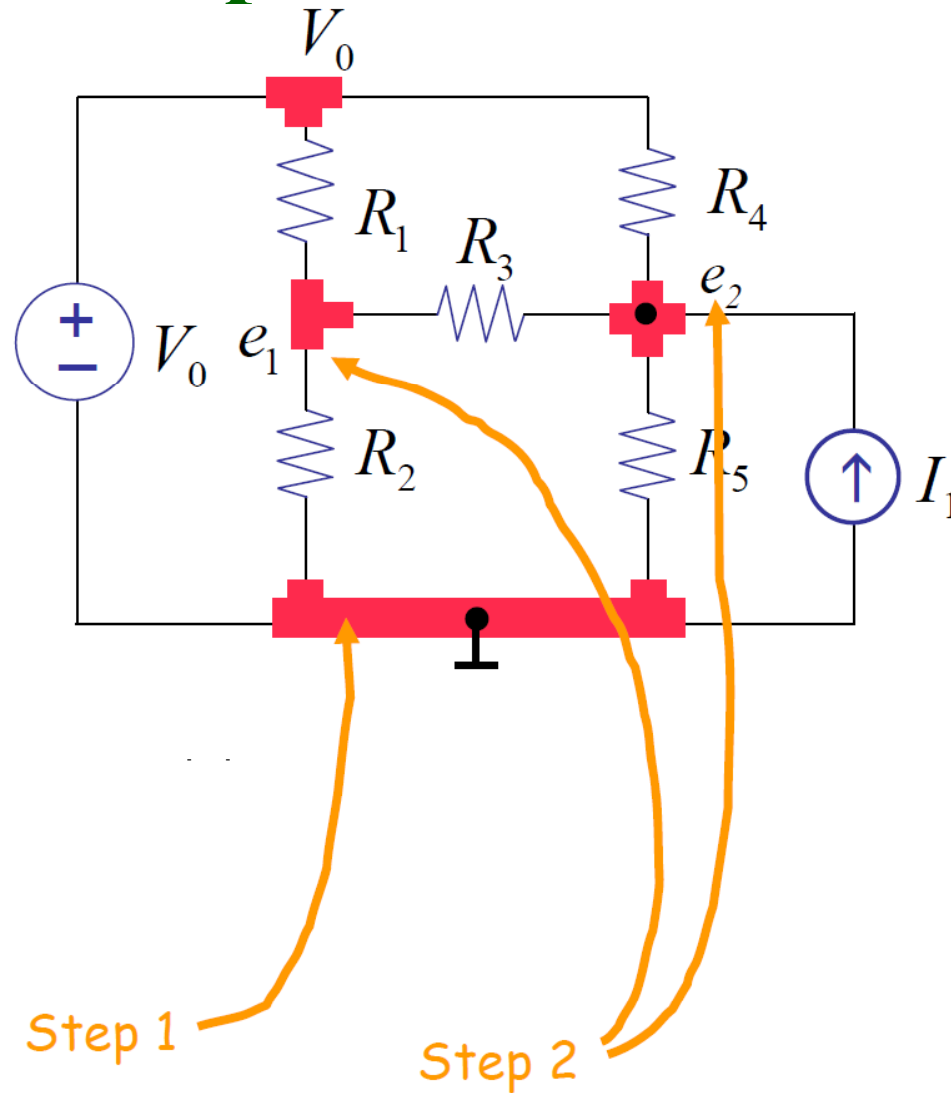 V₀
R₁
R₄
R₃
e₂
+
−
V₀
e₁
R₂
R₅
↑
I₁
Step 1
Step 2